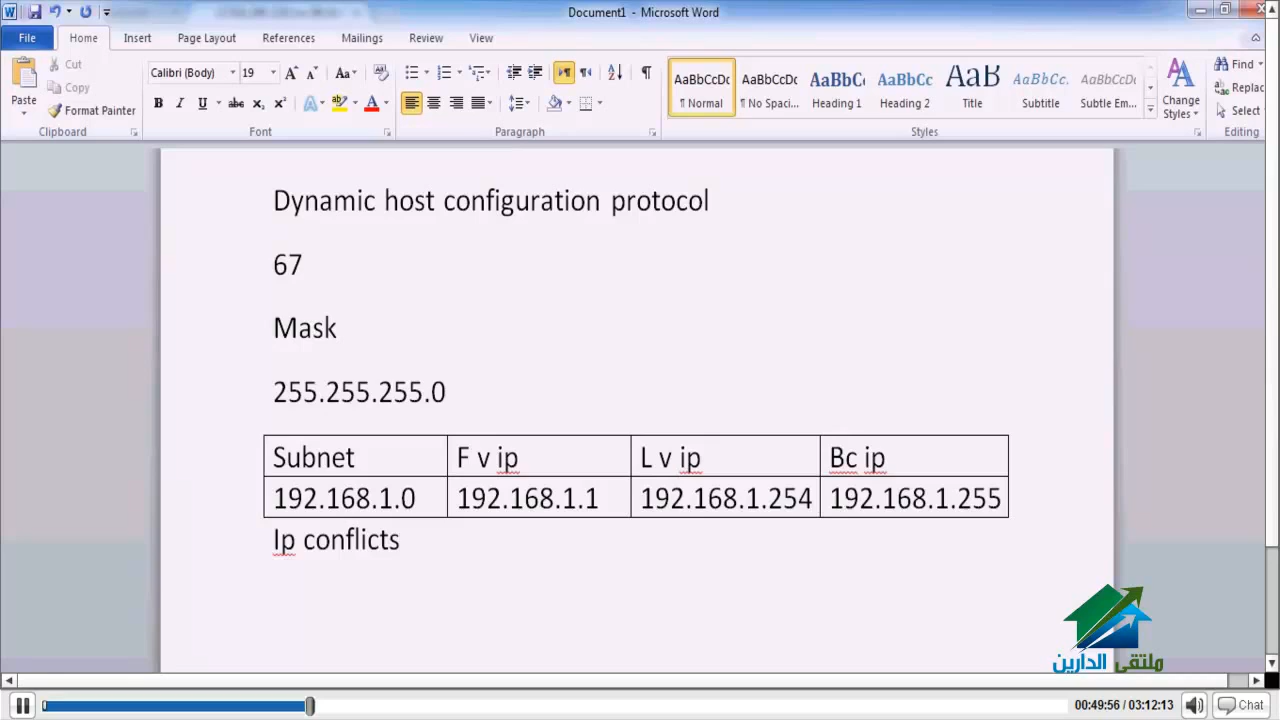 Document1 - Microsoft Word
File Home Insert Page Layout References Mailings Review View
Cut
Copy
Format Painter
Paste
Clipboard
Calibri (Body) 19
Font
Paragraph
AaBbCcDc AaBbCcDc AaBbC AaBbCc AaB AaBbCc. AaBbCcDc
¶ Normal ¶ No Spaci... Heading 1 Heading 2 Title Subtitle Subtle Em...
Change Styles
Styles
Find
Replac
Select
Editing
Dynamic host configuration protocol
67
Mask
255.255.255.0
Subnet F v ip L v ip Bc ip
192.168.1.0 192.168.1.1 192.168.1.254 192.168.1.255
Ip conflicts
ملتقى الدارين
00:49:56 / 03:12:13 Chat